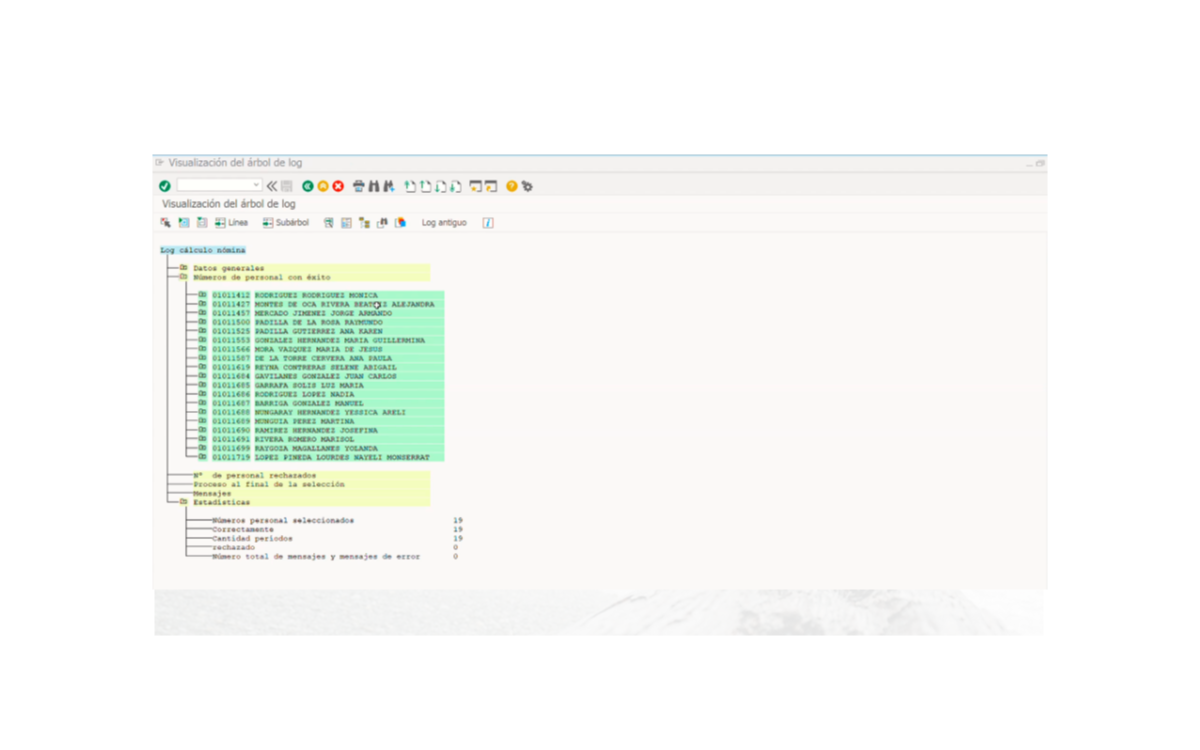 Visualización del árbol de log
Visualización del árbol de log
Línea Subárbol Log antiguo
Log cálculo nómina
Datos generales
Números de personal con éxito
01011412 RODRIGUEZ RODRIGUEZ MONICA
01011427 MONTES DE OCA RIVERA BEATRIZ ALEJANDRA
01011457 MERCADO JIMENEZ JORGE ARMANDO
01011500 PADILLA DE LA ROSA RAYMUNDO
01011525 PADILLA GUTIERREZ ANA KAREN
01011553 GONZALEZ HERNANDEZ MARIA GUILLERMINA
01011566 MORA VAZQUEZ MARIA DE JESUS
01011587 DE LA TORRE CERVERA ANA PAULA
01011619 REYNA CONTRERAS SELENE ABIGAIL
01011684 GAVILANES GONZALEZ JUAN CARLOS
01011685 GARRAFA SOLIS LUZ MARIA
01011686 RODRIGUEZ LOPEZ NADIA
01011687 BARRIGA GONZALEZ MANUEL
01011688 MUNGARAY HERNANDEZ YESSICA ARELI
01011689 MUNGUIA PEREZ MARTINA
01011690 RAMIREZ HERNANDEZ JOSEFINA
01011691 RIVERA ROMERO MARISOL
01011699 RAYGOZA MAGALLANES YOLANDA
01011719 LOPEZ PINEDA LOURDES NAYELI MONSERRAT
Nº de personal rechazados
Proceso al final de la selección
Mensajes
Estadísticas
Números personal seleccionados 19
Correctamente 19
Cantidad periodos 19
rechazado 0
Número total de mensajes y mensajes de error 0